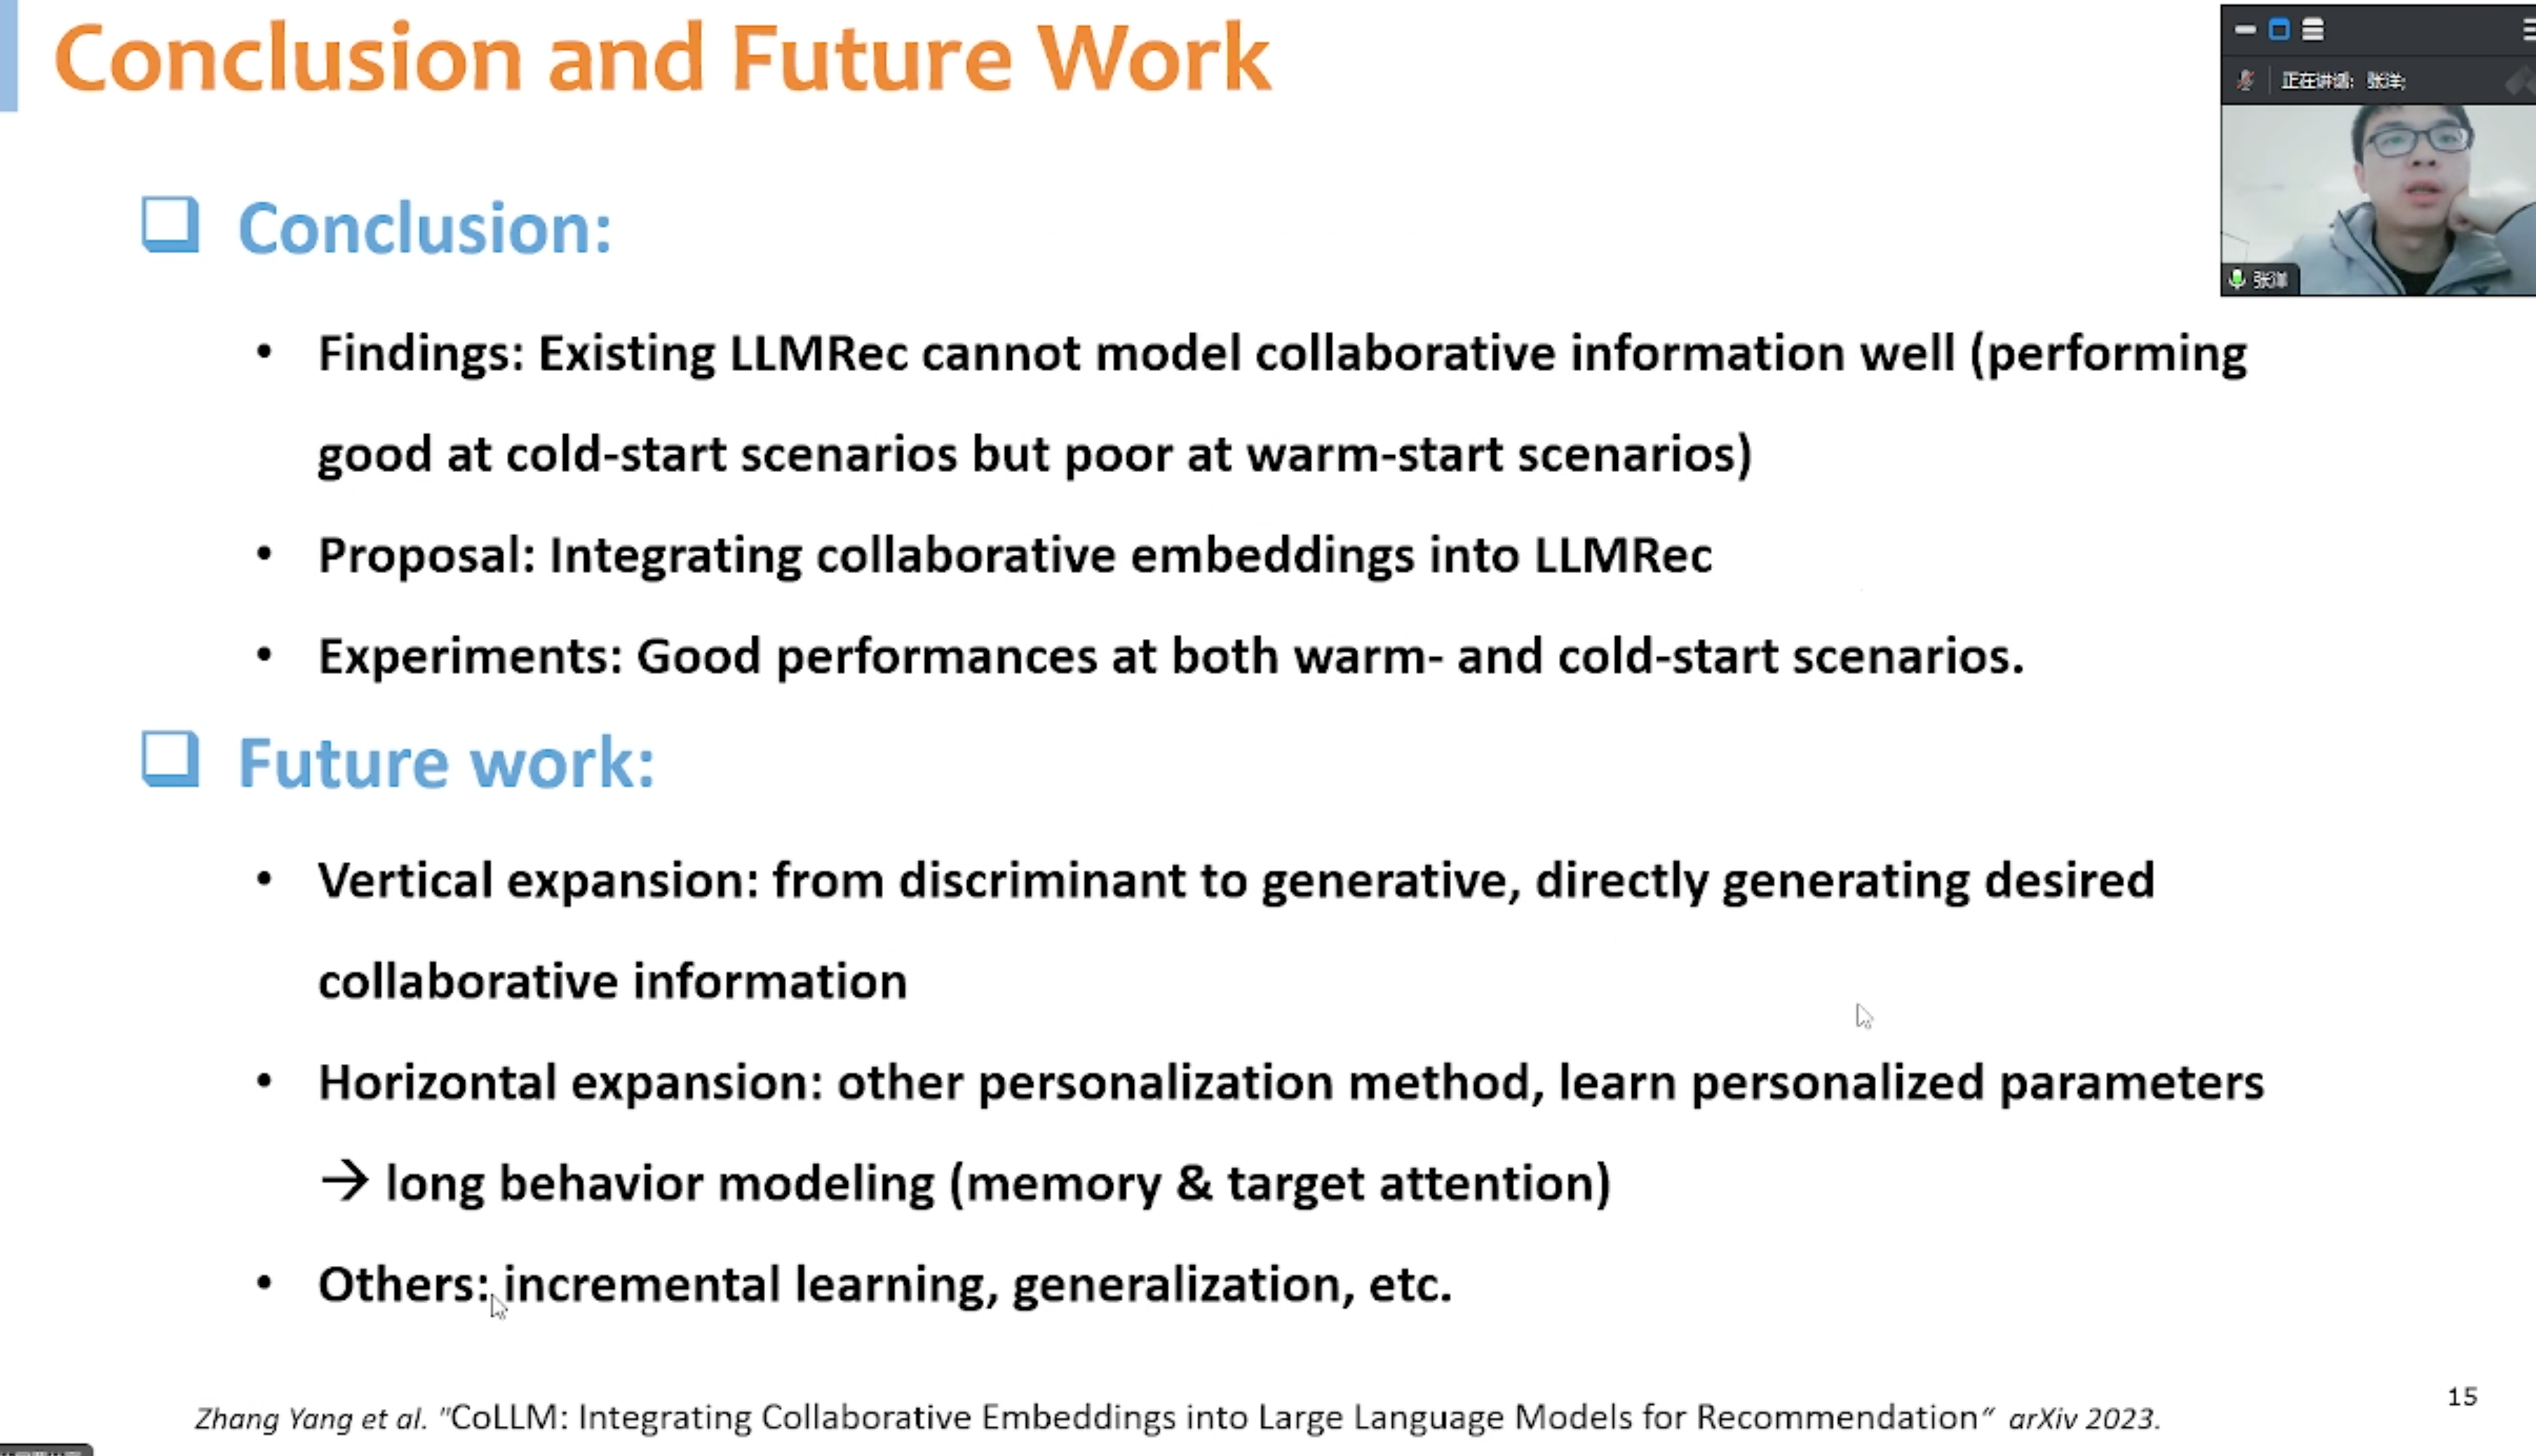 Conclusion and Future Work
正在讲话: 张洋;
张洋
❑ Conclusion:
• Findings: Existing LLMRec cannot model collaborative information well (performing
good at cold-start scenarios but poor at warm-start scenarios)
• Proposal: Integrating collaborative embeddings into LLMRec
• Experiments: Good performances at both warm- and cold-start scenarios.
❑ Future work:
• Vertical expansion: from discriminant to generative, directly generating desired
collaborative information
• Horizontal expansion: other personalization method, learn personalized parameters
→ long behavior modeling (memory & target attention)
• Others: incremental learning, generalization, etc.
15
Zhang Yang et al. "CoLLM: Integrating Collaborative Embeddings into Large Language Models for Recommendation“ arXiv 2023.